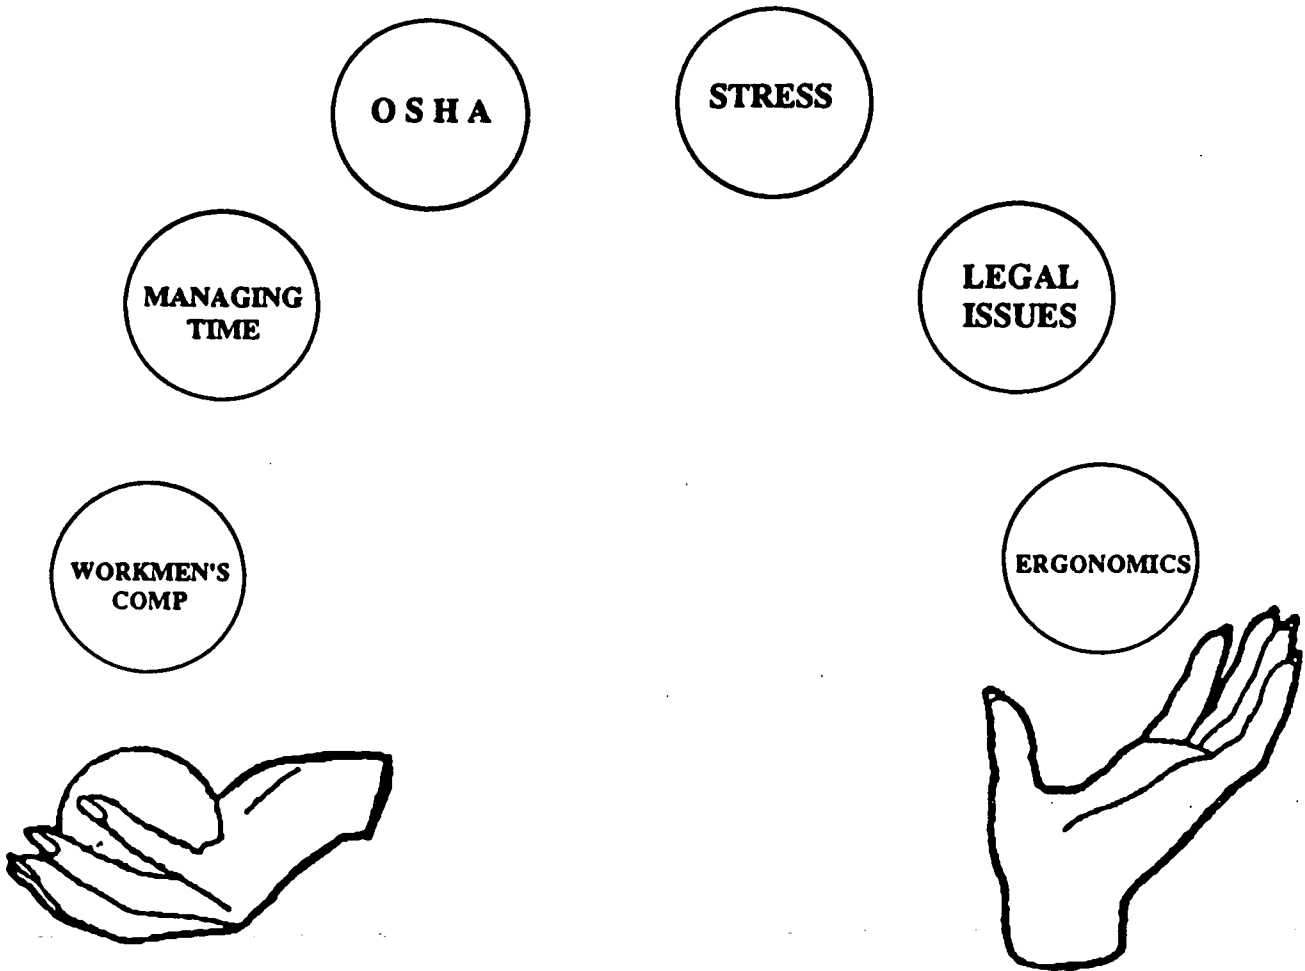 O S H A
STRESS
MANAGING
TIME
LEGAL
ISSUES
WORKMEN'S
COMP
ERGONOMICS